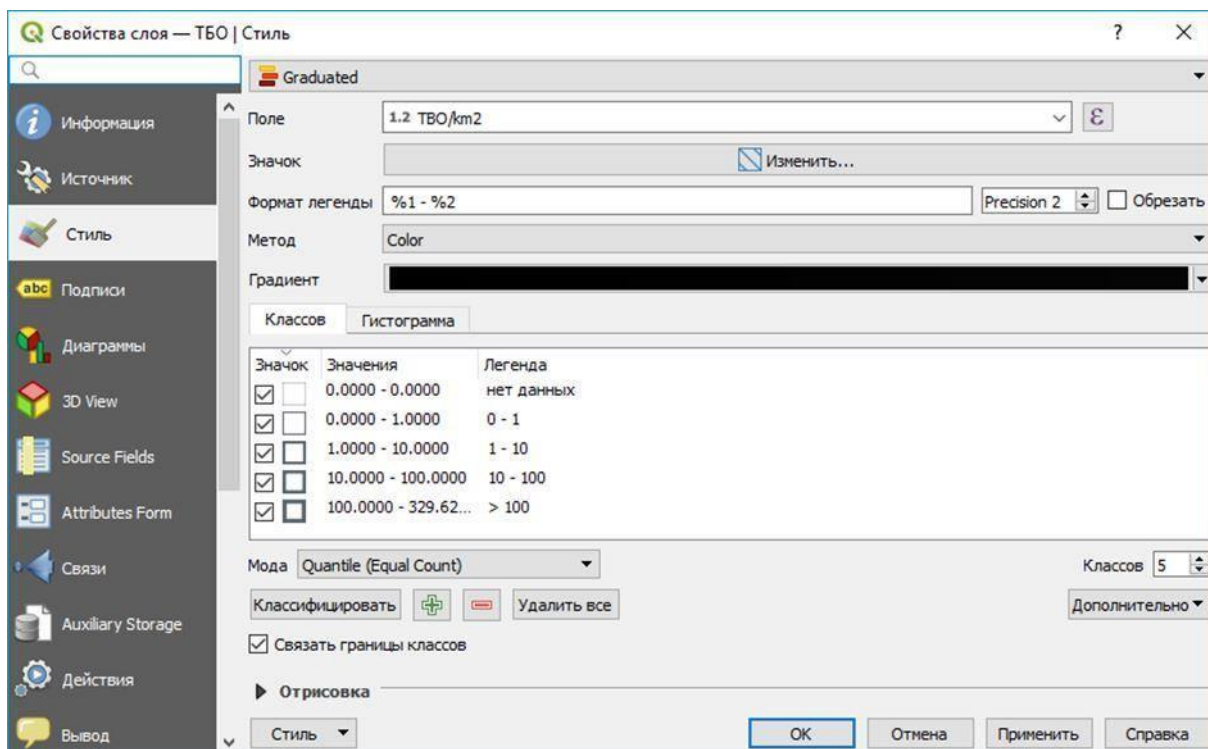 Свойства слоя — ТБО | Стиль
?
Graduated
Информация
Источник
Стиль
Подписи
Диаграммы
3D View
Source Fields
Attributes Form
Связи
Auxiliary Storage
Действия
Вывод
Поле
1.2 TBO/km2
ε
Значок
Изменить...
Формат легенды
%1 - %2
Precision 2
Обрезать
Метод
Color
Градиент
Классов Гистограмма
Значок Значения Легенда
0.0000 - 0.0000 нет данных
0.0000 - 1.0000 0 - 1
1.0000 - 10.0000 1 - 10
10.0000 - 100.0000 10 - 100
100.0000 - 329.62... > 100
Мода Quantile (Equal Count)
Классов 5
Классифицировать
Удалить все
Дополнительно
Связать границы классов
Отрисовка
Стиль
OK
Отмена
Применить
Справка
abc